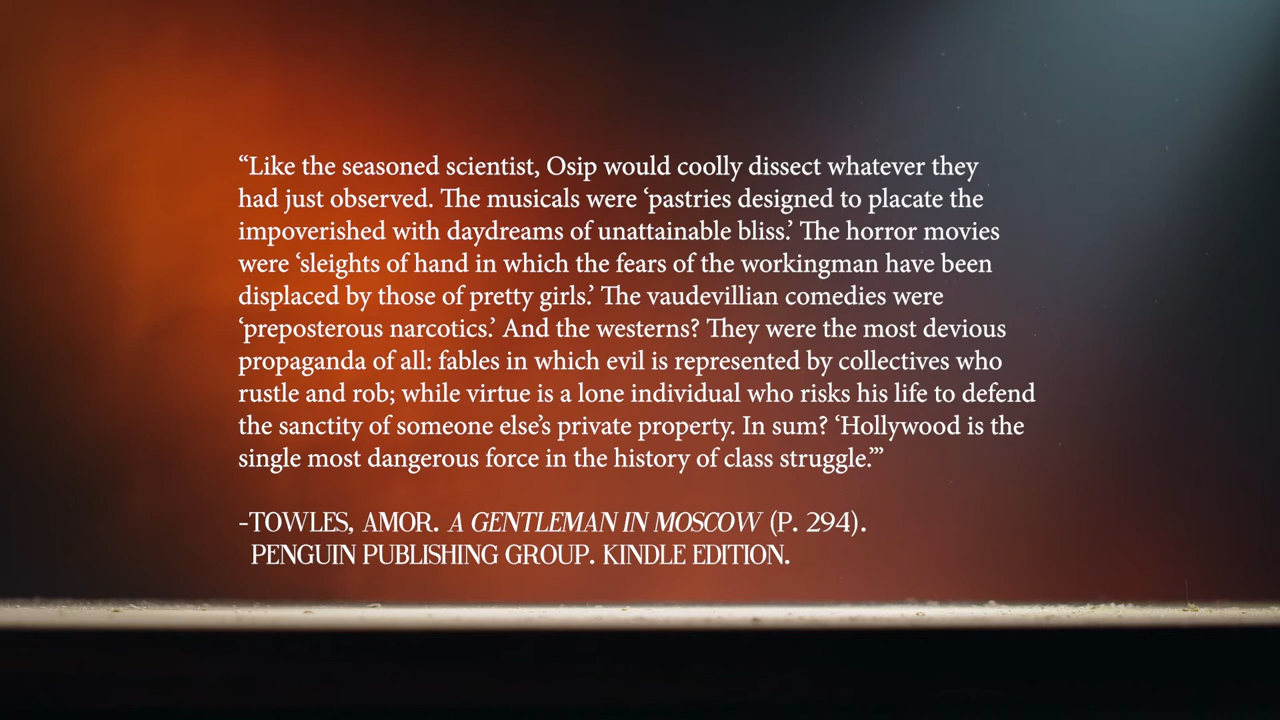 “Like the seasoned scientist, Osip would coolly dissect whatever they
had just observed. The musicals were ‘pastries designed to placate the
impoverished with daydreams of unattainable bliss.’ The horror movies
were ‘sleights of hand in which the fears of the workingman have been
displaced by those of pretty girls.’ The vaudevillian comedies were
‘preposterous narcotics.’ And the westerns? They were the most devious
propaganda of all: fables in which evil is represented by collectives who
rustle and rob; while virtue is a lone individual who risks his life to defend
the sanctity of someone else’s private property. In sum? ‘Hollywood is the
single most dangerous force in the history of class struggle.’”
-TOWLES, AMOR. A GENTLEMAN IN MOSCOW (P. 294).
PENGUIN PUBLISHING GROUP. KINDLE EDITION.